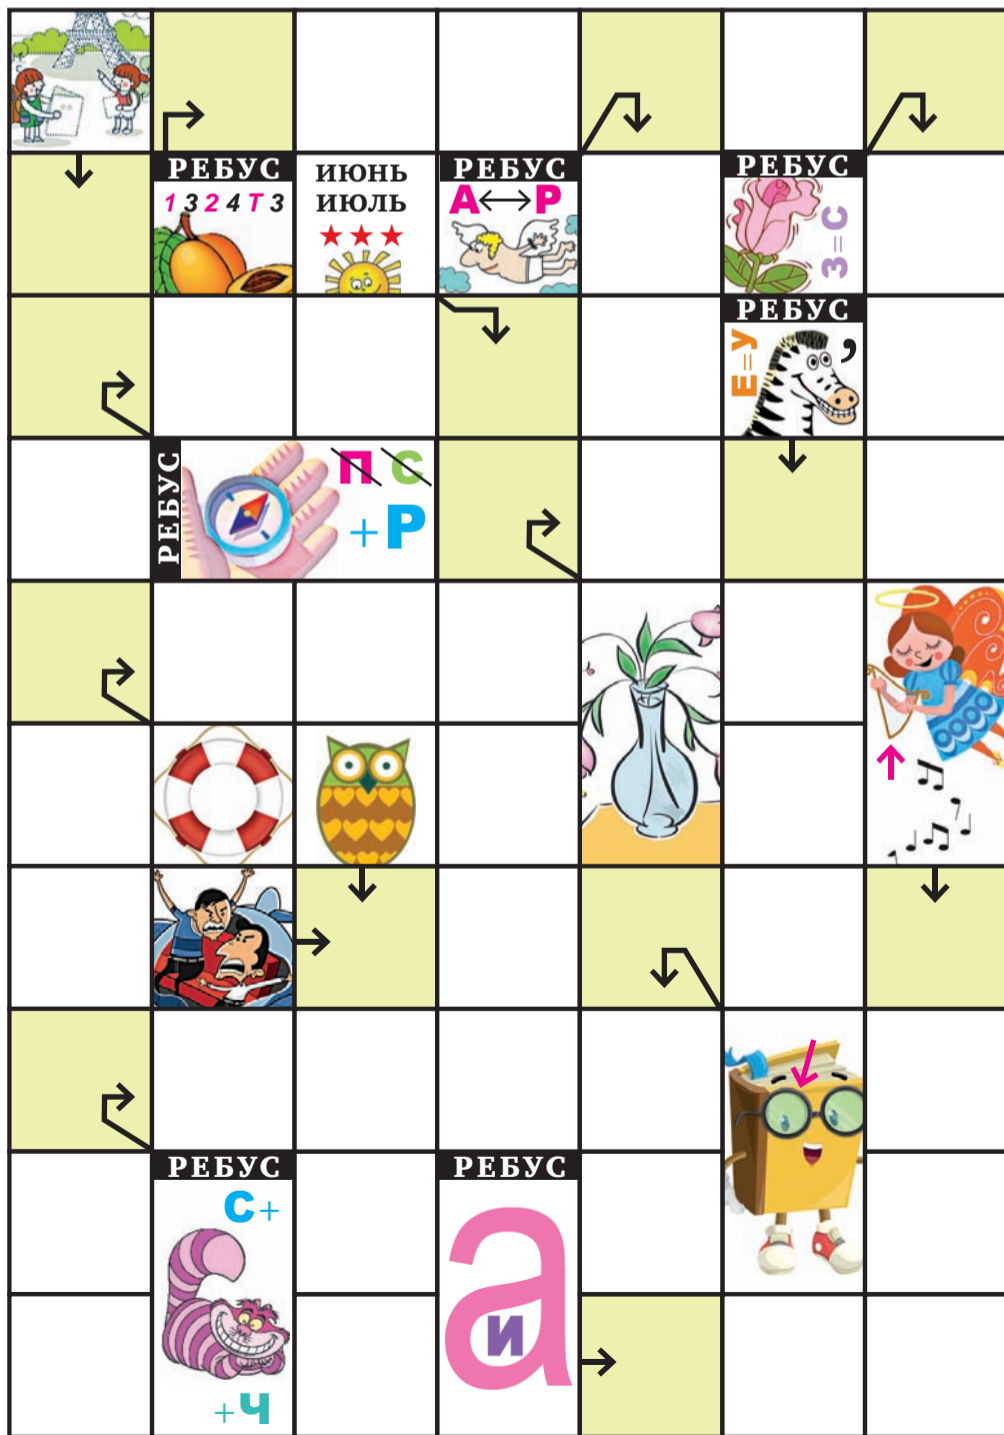 РЕБУС
1 3 2 4 Т 3
ИЮНЬ
ИЮЛЬ
★★★
РЕБУС
А↔Р
РЕБУС
З=С
РЕБУС
Е=У
,
РЕБУС
П С
+Р
РЕБУС
С+
+Ч
РЕБУС
а
и